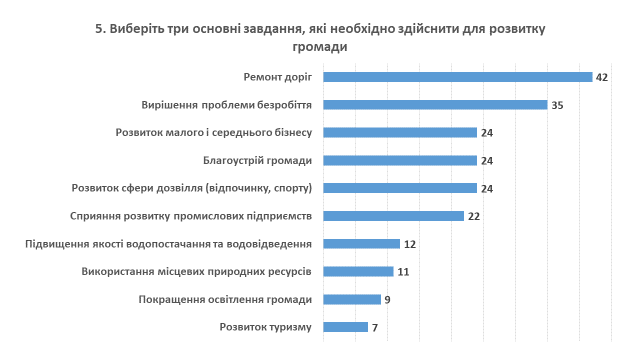 5. Виберіть три основні завдання, які необхідно здійснити для розвитку
громади
Ремонт доріг 42
Вирішення проблеми безробіття 35
Розвиток малого і середнього бізнесу 24
Благоустрій громади 24
Розвиток сфери дозвілля (відпочинку, спорту) 24
Сприяння розвитку промислових підприємств 22
Підвищення якості водопостачання та водовідведення 12
Використання місцевих природних ресурсів 11
Покращення освітлення громади 9
Розвиток туризму 7